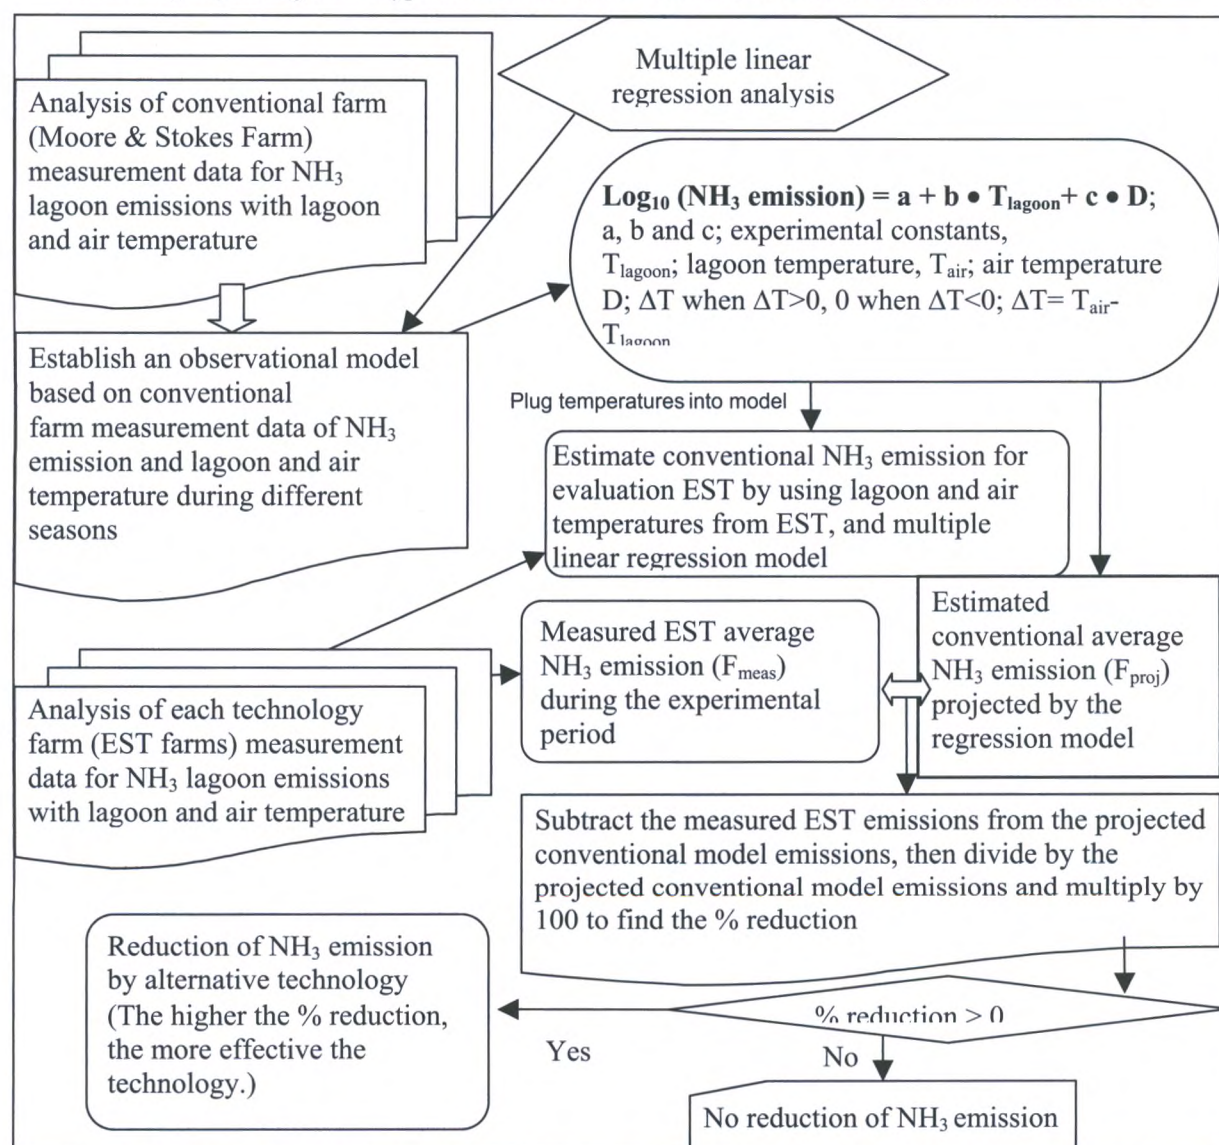 Multiple linear
regression analysis
Analysis of conventional farm
(Moore & Stokes Farm)
measurement data for NH₃
lagoon emissions with lagoon
and air temperature
Log₁₀ (NH₃ emission) = a + b • T_lagoon + c • D;
a, b and c; experimental constants,
T_lagoon; lagoon temperature, T_air; air temperature
D; ΔT when ΔT>0, 0 when ΔT<0; ΔT= T_air-
T_lagoon
Establish an observational model
based on conventional
farm measurement data of NH₃
emission and lagoon and air
temperature during different
seasons
Plug temperatures into model
Estimate conventional NH₃ emission for
evaluation EST by using lagoon and air
temperatures from EST, and multiple
linear regression model
Measured EST average
NH₃ emission (F_meas)
during the experimental
period
Estimated
conventional average
NH₃ emission (F_proj)
projected by the
regression model
Analysis of each technology
farm (EST farms) measurement
data for NH₃ lagoon emissions
with lagoon and air temperature
Subtract the measured EST emissions from the projected
conventional model emissions, then divide by the
projected conventional model emissions and multiply by
100 to find the % reduction
% reduction > 0
Yes
No
Reduction of NH₃ emission
by alternative technology
(The higher the % reduction,
the more effective the
technology.)
No reduction of NH₃ emission